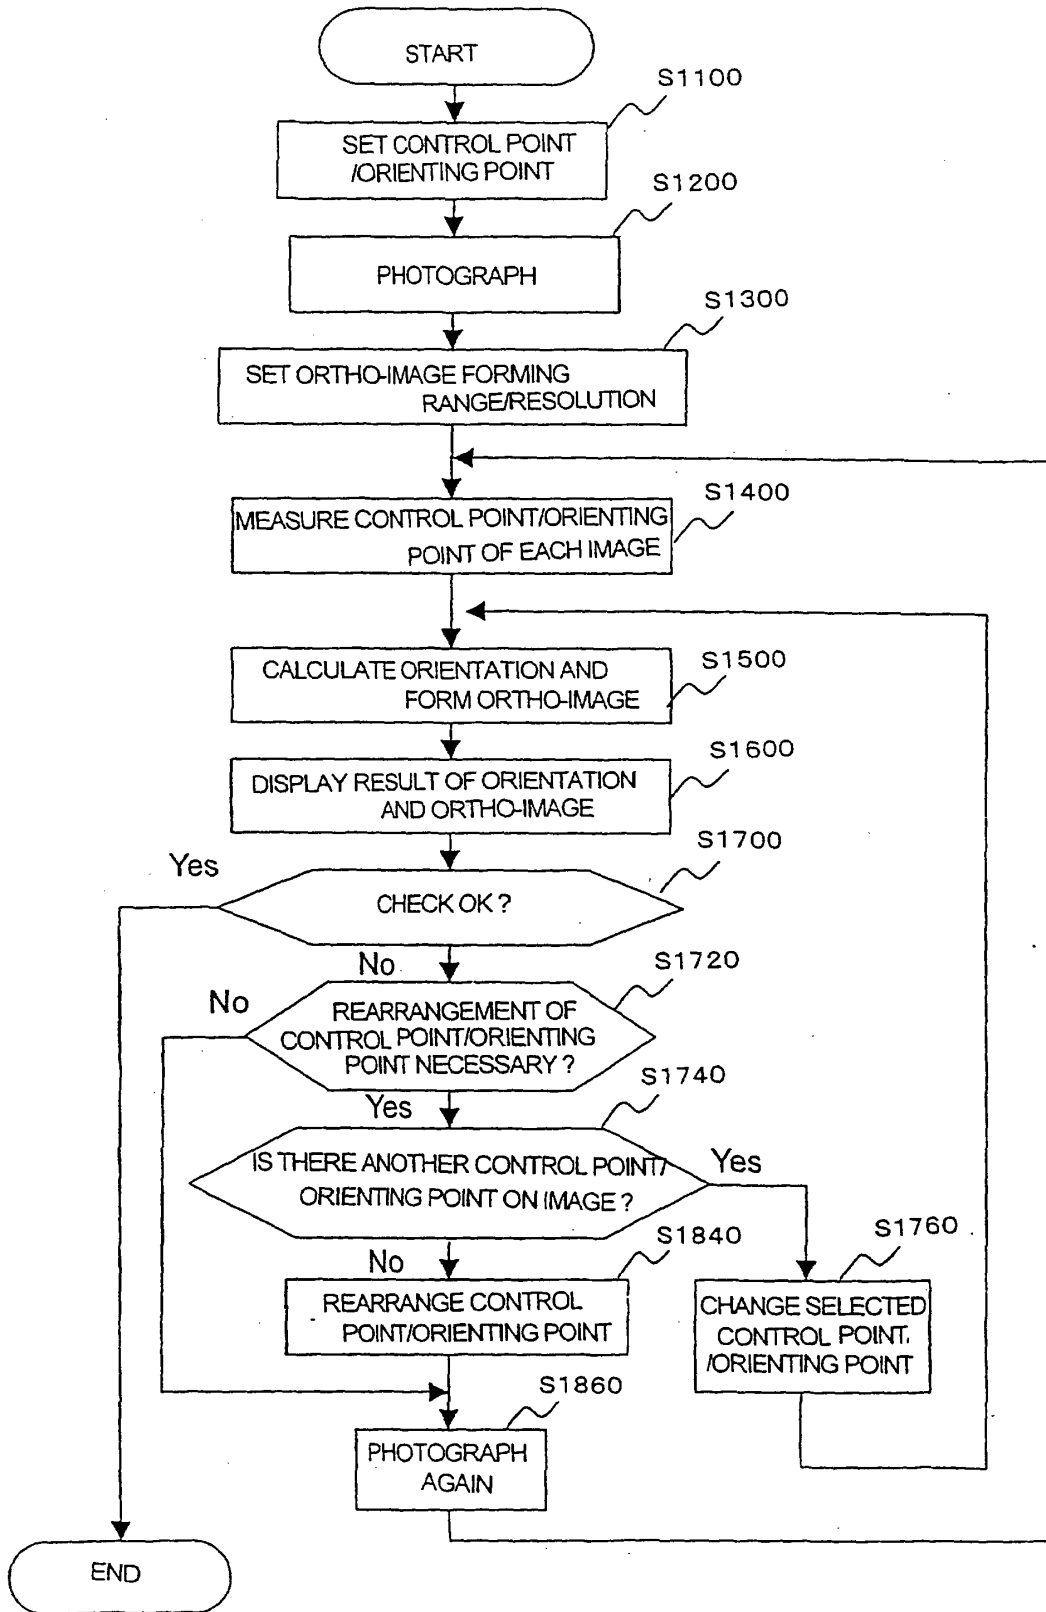 START
S1100
SET CONTROL POINT
/ORIENTING POINT
S1200
PHOTOGRAPH
S1300
SET ORTHO-IMAGE FORMING
RANGE/RESOLUTION
S1400
MEASURE CONTROL POINT/ORIENTING
POINT OF EACH IMAGE
S1500
CALCULATE ORIENTATION AND
FORM ORTHO-IMAGE
S1600
DISPLAY RESULT OF ORIENTATION
AND ORTHO-IMAGE
S1700
Yes
CHECK OK ?
No
S1720
No
REARRANGEMENT OF
CONTROL POINT/ORIENTING
POINT NECESSARY ?
S1740
Yes
IS THERE ANOTHER CONTROL POINT/
ORIENTING POINT ON IMAGE ?
Yes
S1840
S1760
No
REARRANGE CONTROL
POINT/ORIENTING POINT
CHANGE SELECTED
CONTROL POINT
/ORIENTING POINT
S1860
PHOTOGRAPH
AGAIN
END